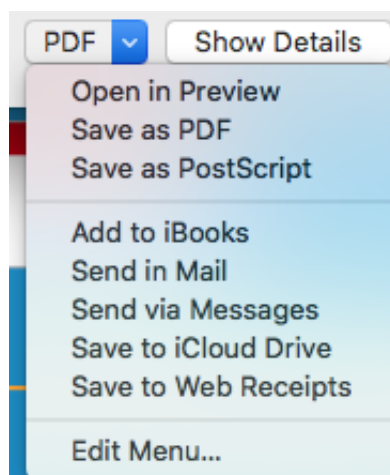 PDF Show Details
Open in Preview
Save as PDF
Save as PostScript
Add to iBooks
Send in Mail
Send via Messages
Save to iCloud Drive
Save to Web Receipts
Edit Menu...